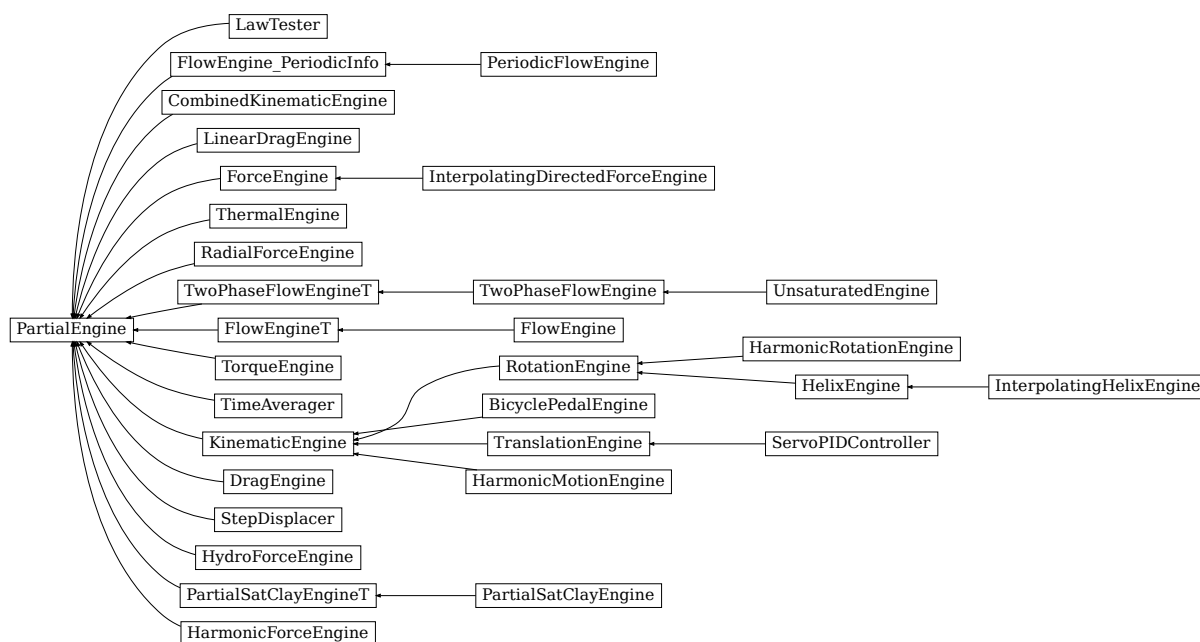 LawTester
FlowEngine_PeriodicInfo
PeriodicFlowEngine
CombinedKinematicEngine
LinearDragEngine
ForceEngine
InterpolatingDirectedForceEngine
ThermalEngine
RadialForceEngine
TwoPhaseFlowEngineT
TwoPhaseFlowEngine
UnsaturatedEngine
PartialEngine
FlowEngineT
FlowEngine
HarmonicRotationEngine
TorqueEngine
RotationEngine
HelixEngine
InterpolatingHelixEngine
TimeAverager
BicyclePedalEngine
KinematicEngine
TranslationEngine
ServoPIDController
DragEngine
HarmonicMotionEngine
StepDisplacer
HydroForceEngine
PartialSatClayEngineT
PartialSatClayEngine
HarmonicForceEngine